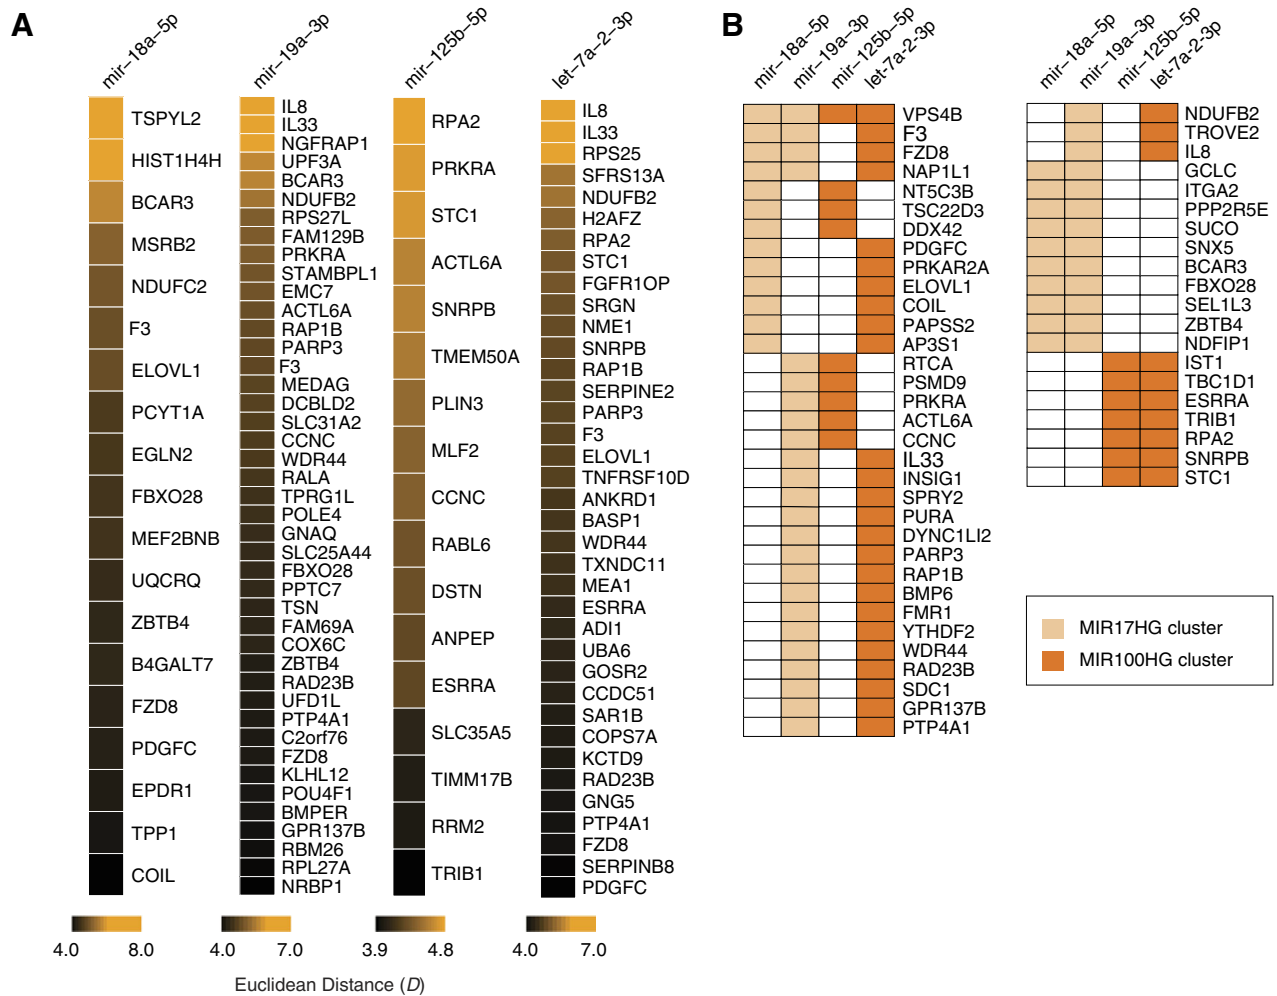 A
mir−18a−5p
mir−19a−3p
mir−125b−5p
let−7a−2−3p
TSPYL2
HIST1H4H
BCAR3
MSRB2
NDUFC2
F3
ELOVL1
PCYT1A
EGLN2
FBXO28
MEF2BNB
UQCRQ
ZBTB4
B4GALT7
FZD8
PDGFC
EPDR1
TPP1
COIL
IL8
IL33
NGFRAP1
UPF3A
BCAR3
NDUFB2
RPS27L
FAM129B
PRKRA
STAMBPL1
EMC7
ACTL6A
RAP1B
PARP3
F3
MEDAG
DCBLD2
SLC31A2
CCNC
WDR44
RALA
TPRG1L
POLE4
GNAQ
SLC25A44
FBXO28
PPTC7
TSN
FAM69A
COX6C
ZBTB4
RAD23B
UFD1L
PTP4A1
C2orf76
FZD8
KLHL12
POU4F1
BMPER
GPR137B
RBM26
RPL27A
NRBP1
RPA2
PRKRA
STC1
ACTL6A
SNRPB
TMEM50A
PLIN3
MLF2
CCNC
RABL6
DSTN
ANPEP
ESRRA
SLC35A5
TIMM17B
RRM2
TRIB1
IL8
IL33
RPS25
SFRS13A
NDUFB2
H2AFZ
RPA2
STC1
FGFR1OP
SRGN
NME1
SNRPB
RAP1B
SERPINE2
PARP3
F3
ELOVL1
TNFRSF10D
ANKRD1
BASP1
WDR44
TXNDC11
MEA1
ESRRA
ADI1
UBA6
GOSR2
CCDC51
SAR1B
COPS7A
KCTD9
RAD23B
GNG5
PTP4A1
FZD8
SERPINB8
PDGFC
4.0 8.0
4.0 7.0
3.9 4.8
4.0 7.0
Euclidean Distance (D)
B
mir−18a−5p
mir−19a−3p
mir−125b−5p
let−7a−2−3p
VPS4B
F3
FZD8
NAP1L1
NT5C3B
TSC22D3
DDX42
PDGFC
PRKAR2A
ELOVL1
COIL
PAPSS2
AP3S1
RTCA
PSMD9
PRKRA
ACTL6A
CCNC
IL33
INSIG1
SPRY2
PURA
DYNC1LI2
PARP3
RAP1B
BMP6
FMR1
YTHDF2
WDR44
RAD23B
SDC1
GPR137B
PTP4A1
mir−18a−5p
mir−19a−3p
mir−125b−5p
let−7a−2−3p
NDUFB2
TROVE2
IL8
GCLC
ITGA2
PPP2R5E
SUCO
SNX5
BCAR3
FBXO28
SEL1L3
ZBTB4
NDFIP1
IST1
TBC1D1
ESRRA
TRIB1
RPA2
SNRPB
STC1
MIR17HG cluster
MIR100HG cluster